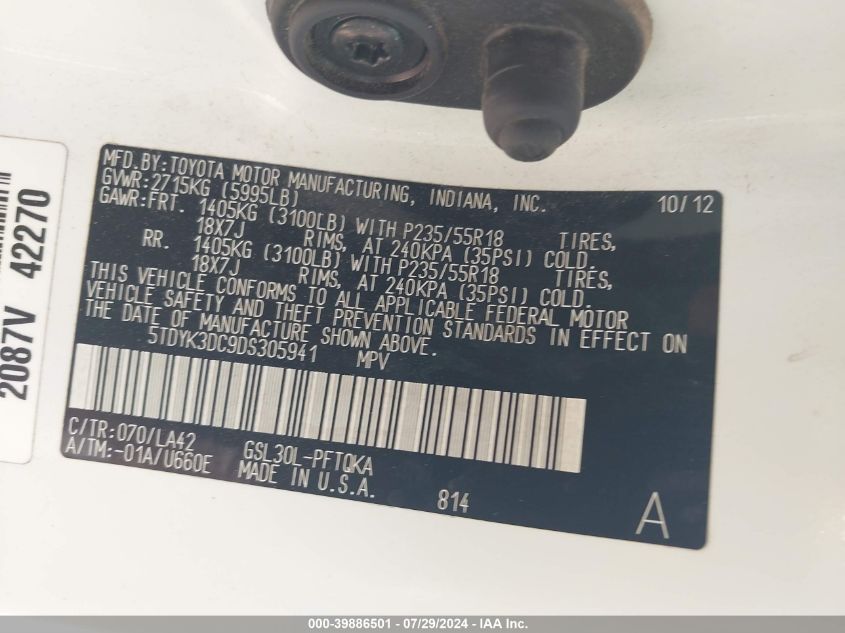 2087V 42270
MFD.BY:TOYOTA MOTOR MANUFACTURING, INDIANA, INC. 10/12
GVWR:2715KG (5995LB)
GAWR:FRT. 1405KG (3100LB) WITH P235/55R18 TIRES,
18X7J RIMS, AT 240KPA (35PSI) COLD.
RR. 1405KG (3100LB) WITH P235/55R18 TIRES,
18X7J RIMS, AT 240KPA (35PSI) COLD.
THIS VEHICLE CONFORMS TO ALL APPLICABLE FEDERAL MOTOR
VEHICLE SAFETY AND THEFT PREVENTION STANDARDS IN EFFECT ON
THE DATE OF MANUFACTURE SHOWN ABOVE.
5TDYK3DC9DS305941 MPV
C/TR:070/LA42 GSL30L-PFTQKA
A/TM:-01A/U660E MADE IN U.S.A. 814 A
000-39886501 / 07/29/2024 - IAA Inc.